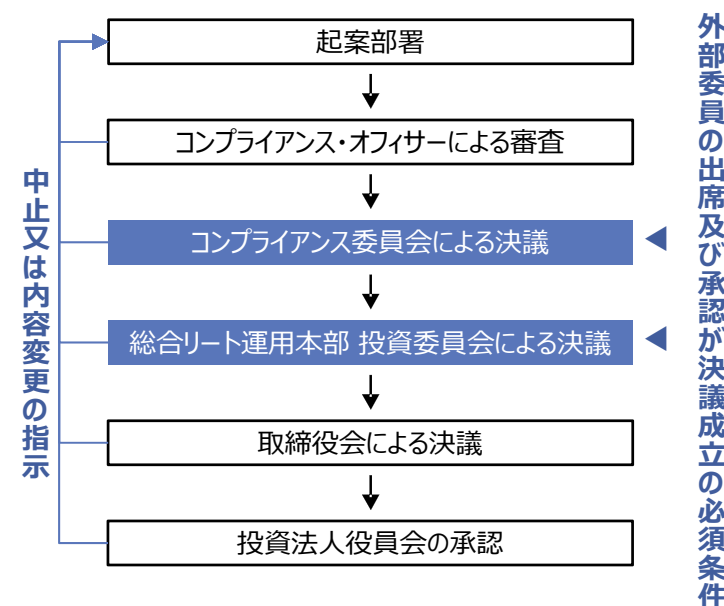 起案部署
コンプライアンス・オフィサーによる審査
コンプライアンス委員会による決議
総合リート運用本部 投資委員会による決議
取締役会による決議
投資法人役員会の承認
中止又は内容変更の指示
外部委員の出席及び承認が決議成立の必須条件